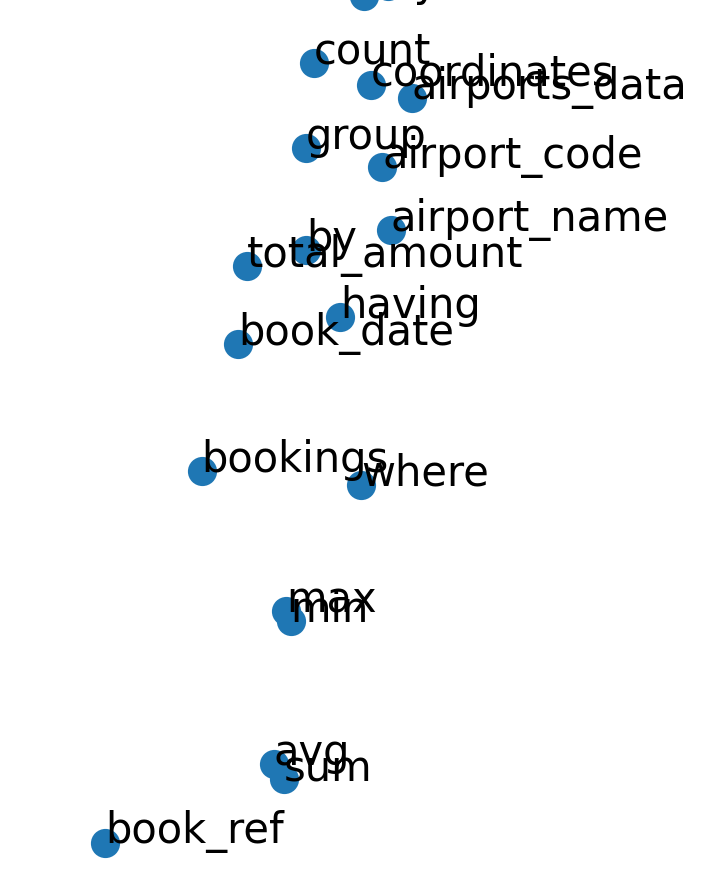 count
coordinates
airports_data
group
airport_code
airport_name
by
total_amount
having
book_date
bookings
where
max
min
avg
sum
book_ref